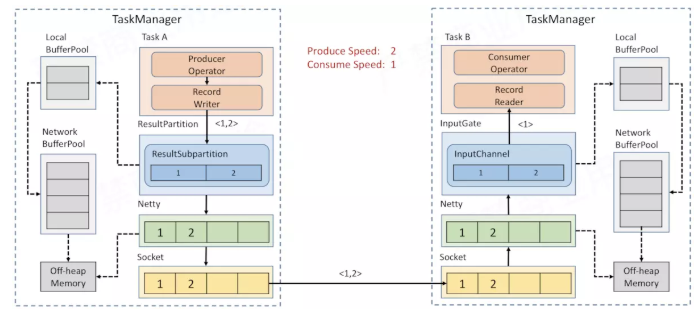 TaskManager
Local
BufferPool
Task A
Producer
Operator
Record
Writer
ResultPartition
<1,2>
Network
BufferPool
ResultSubpartition
1 2
Netty
1 2
Off-heap
Memory
Socket
1 2
Produce Speed: 2
Consume Speed: 1
<1,2>
TaskManager
Task B
Local
BufferPool
Consumer
Operator
Record
Reader
InputGate
<1>
Network
BufferPool
InputChannel
1 2
Netty
1 2
Socket
1 2
Off-heap
Memory